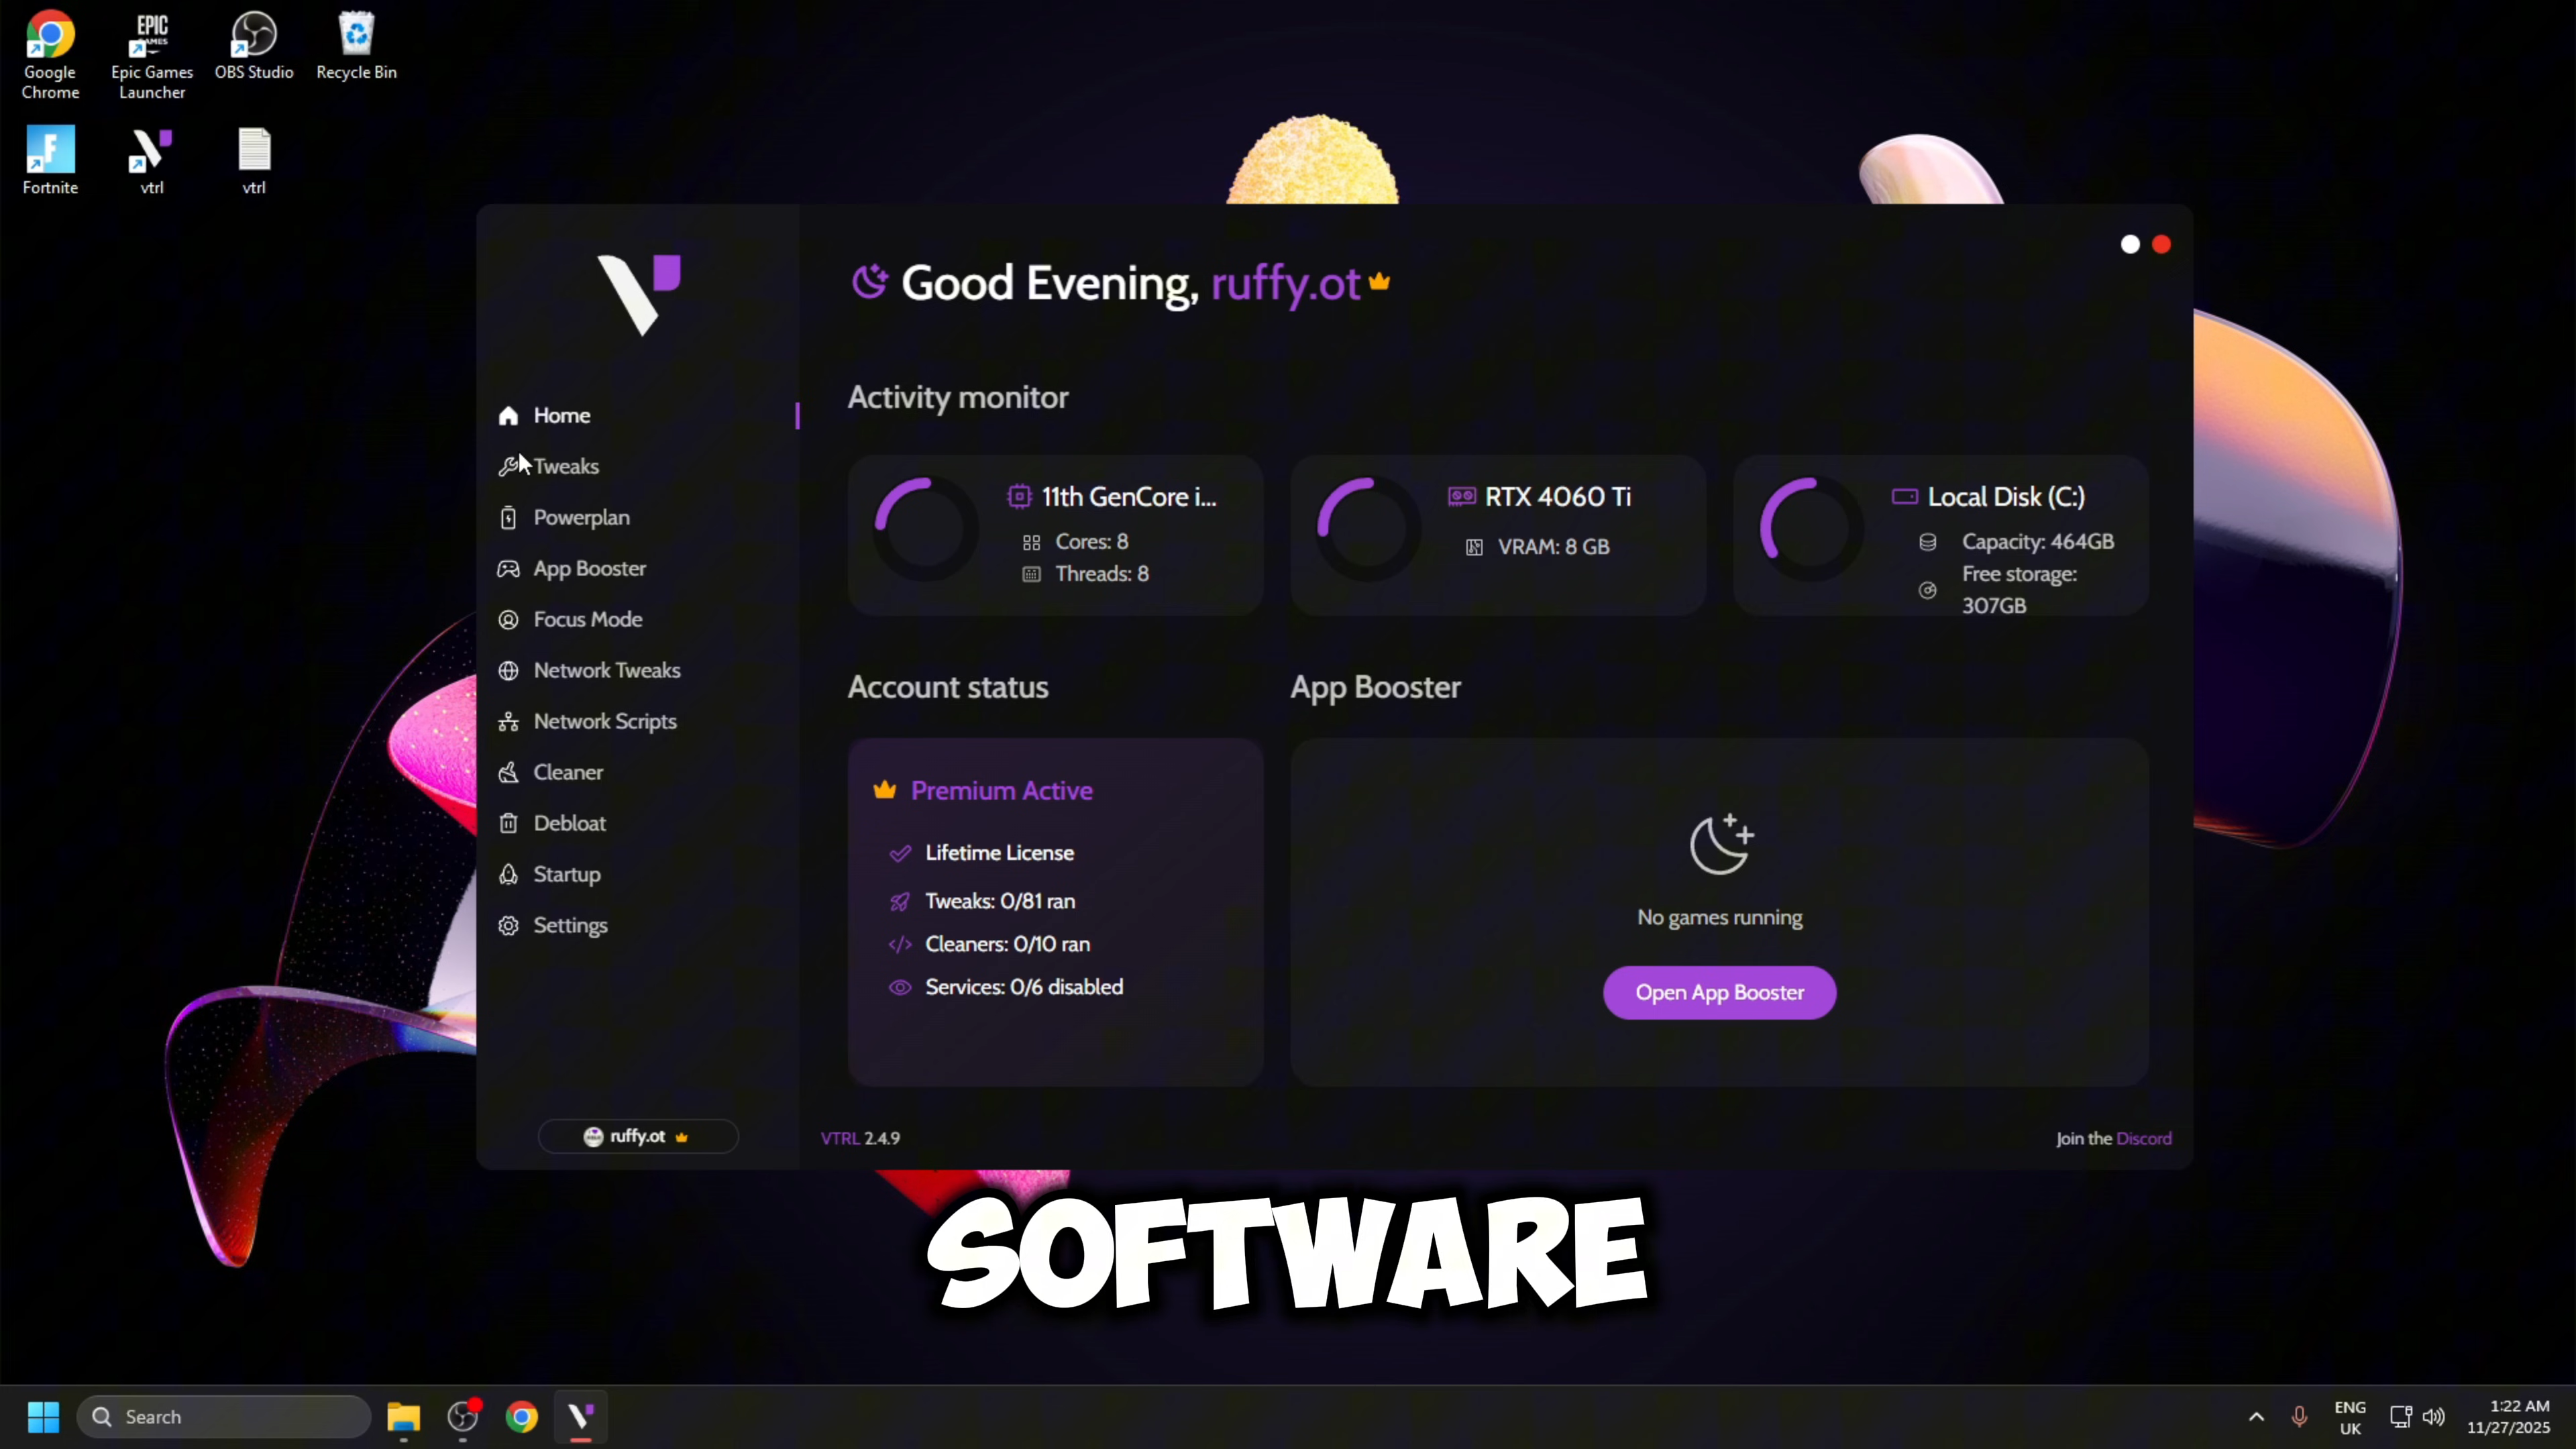 Google
Chrome
EPIC
GAMES
Epic Games
Launcher
OBS Studio
Recycle Bin
F
Fortnite
vtrl
vtrl
Good Evening, ruffy.ot
Home
Tweaks
Powerplan
App Booster
Focus Mode
Network Tweaks
Network Scripts
Cleaner
Debloat
Startup
Settings
ruffy.ot
Activity monitor
11th GenCore i...
Cores: 8
Threads: 8
RTX 4060 Ti
VRAM: 8 GB
Local Disk (C:)
Capacity: 464GB
Free storage:
307GB
Account status
Premium Active
Lifetime License
Tweaks: 0/81 ran
Cleaners: 0/10 ran
Services: 0/6 disabled
App Booster
No games running
Open App Booster
VTRL 2.4.9
Join the Discord
SOFTWARE
Search
ENG
UK
1:22 AM
11/27/2025